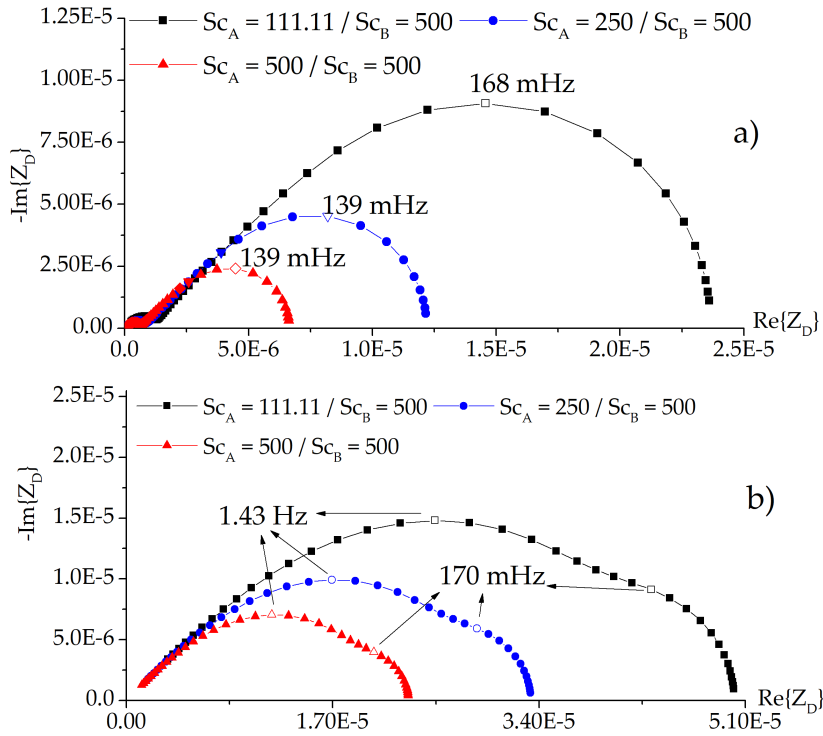 1.25E-5
Sc_A = 111.11 / Sc_B = 500
Sc_A = 250 / Sc_B = 500
Sc_A = 500 / Sc_B = 500
1.00E-5
168 mHz
a)
7.50E-6
-Im{Z_D}
5.00E-6
139 mHz
139 mHz
2.50E-6
0.00
Re{Z_D}
0.00
5.0E-6
1.0E-5
1.5E-5
2.0E-5
2.5E-5
2.5E-5
Sc_A = 111.11 / Sc_B = 500
Sc_A = 250 / Sc_B = 500
Sc_A = 500 / Sc_B = 500
2.0E-5
b)
-Im{Z_D}
1.5E-5
1.43 Hz
1.0E-5
170 mHz
5.0E-6
0.0
Re{Z_D}
0.00
1.70E-5
3.40E-5
5.10E-5